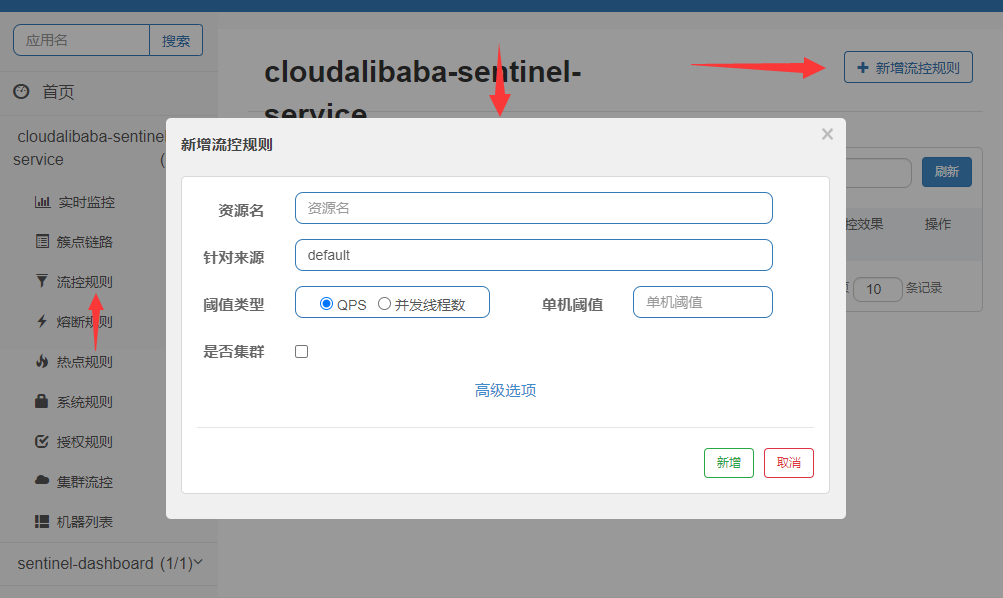 应用名
搜索
首页
cloudalibaba-sentinel-
service
(
实时监控
簇点链路
流控规则
熔断规则
热点规则
系统规则
授权规则
集群流控
机器列表
sentinel-dashboard (1/1)
cloudalibaba-sentinel-
service
新增流控规则
刷新
控效果
操作
页
10
条记录
新增流控规则
×
资源名
资源名
针对来源
default
阈值类型
QPS
并发线程数
单机阈值
单机阈值
是否集群
高级选项
新增
取消